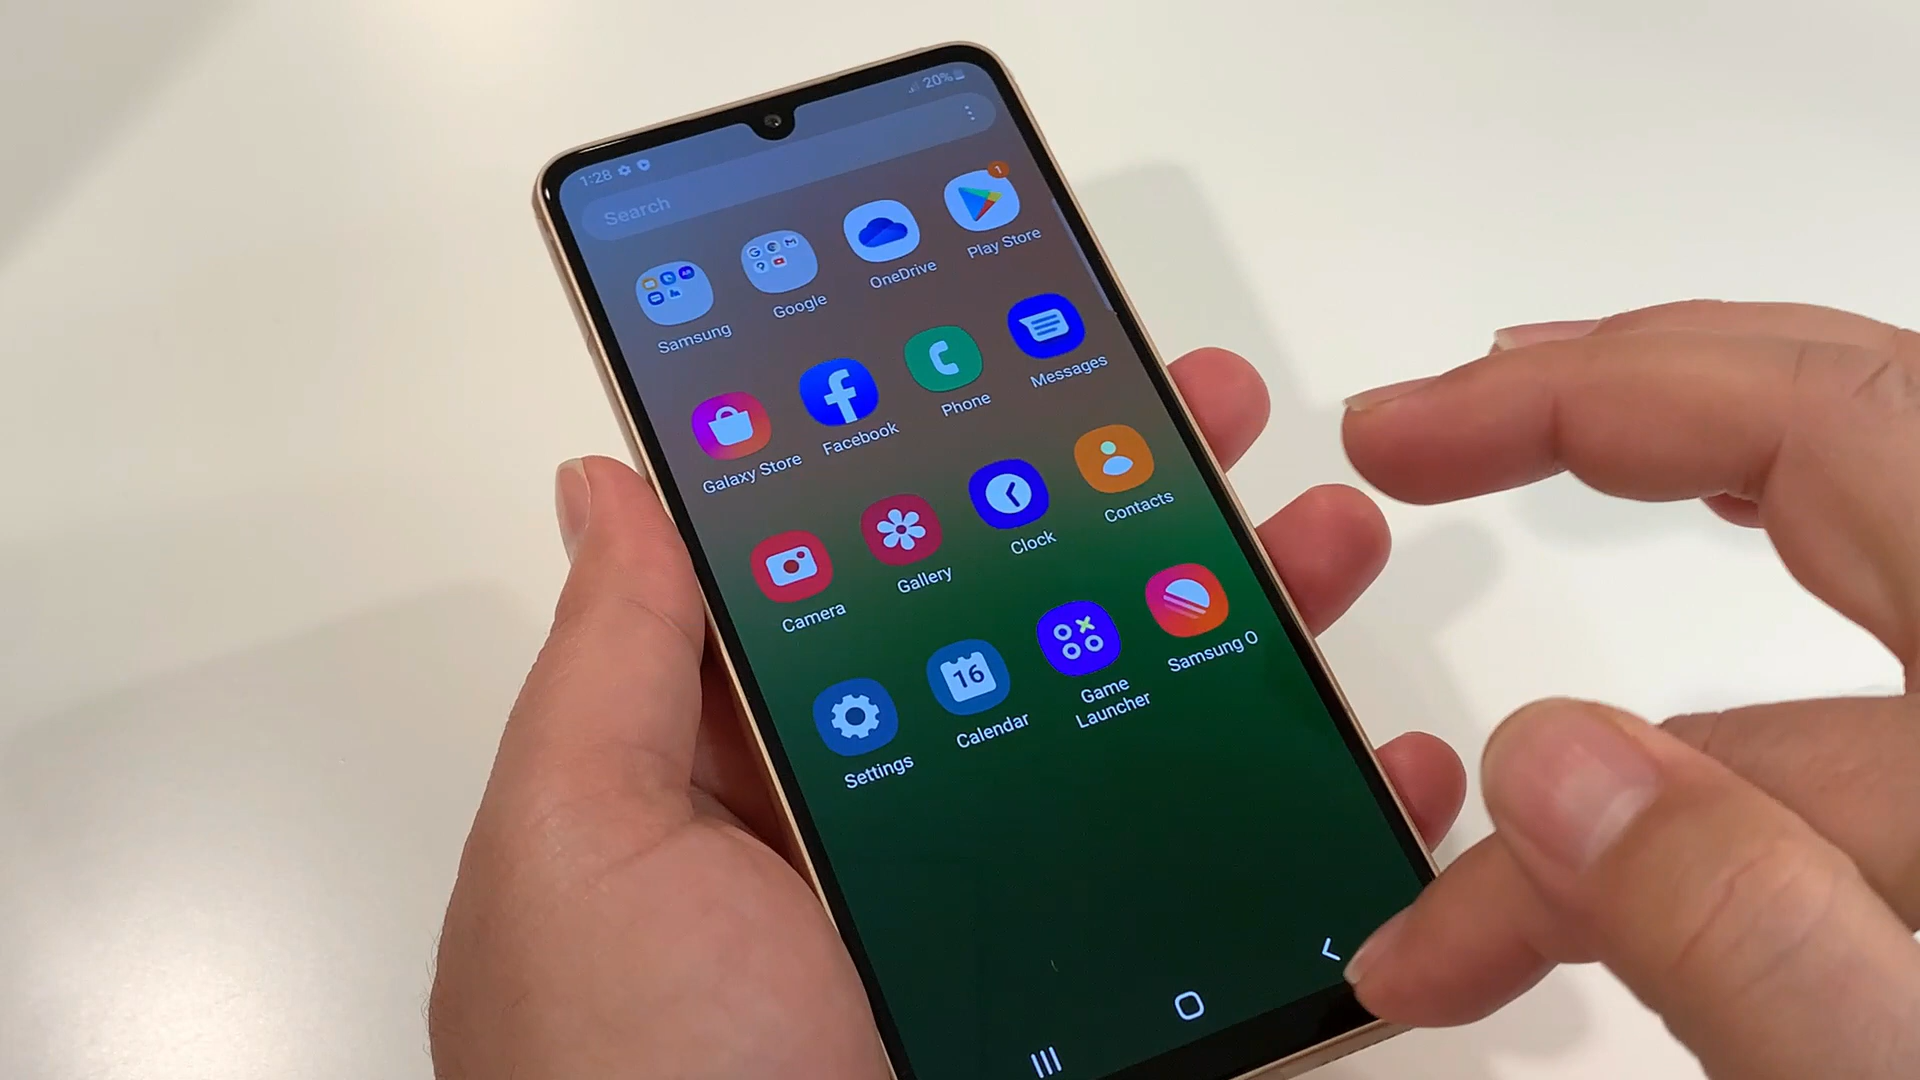 1:28
20%
Search
Samsung
Google
OneDrive
Play Store
1
Galaxy Store
Facebook
Phone
Messages
Camera
Gallery
Clock
Contacts
Settings
16
Calendar
Game
Launcher
Samsung O